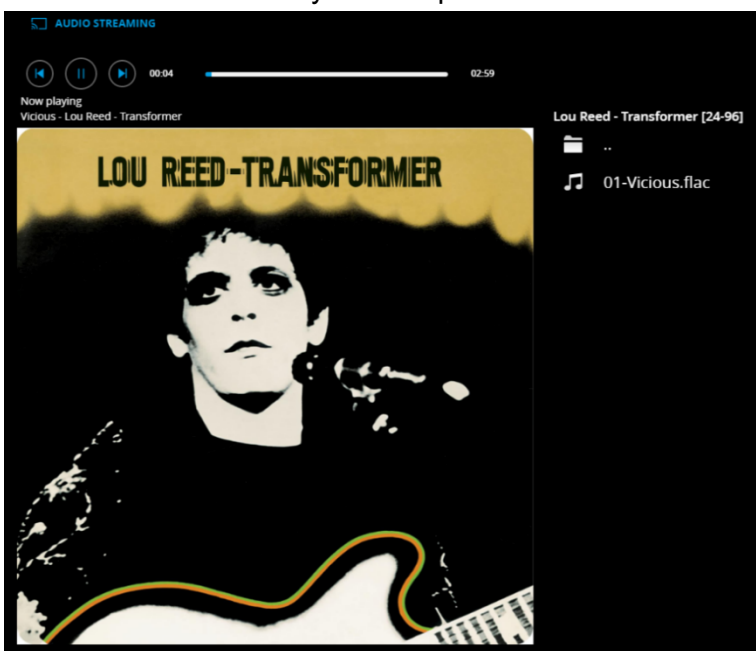 AUDIO STREAMING
00:04
02:59
Now playing
Vicious - Lou Reed - Transformer
LOU REED-TRANSFORMER
Lou Reed - Transformer [24-96]
..
01-Vicious.flac